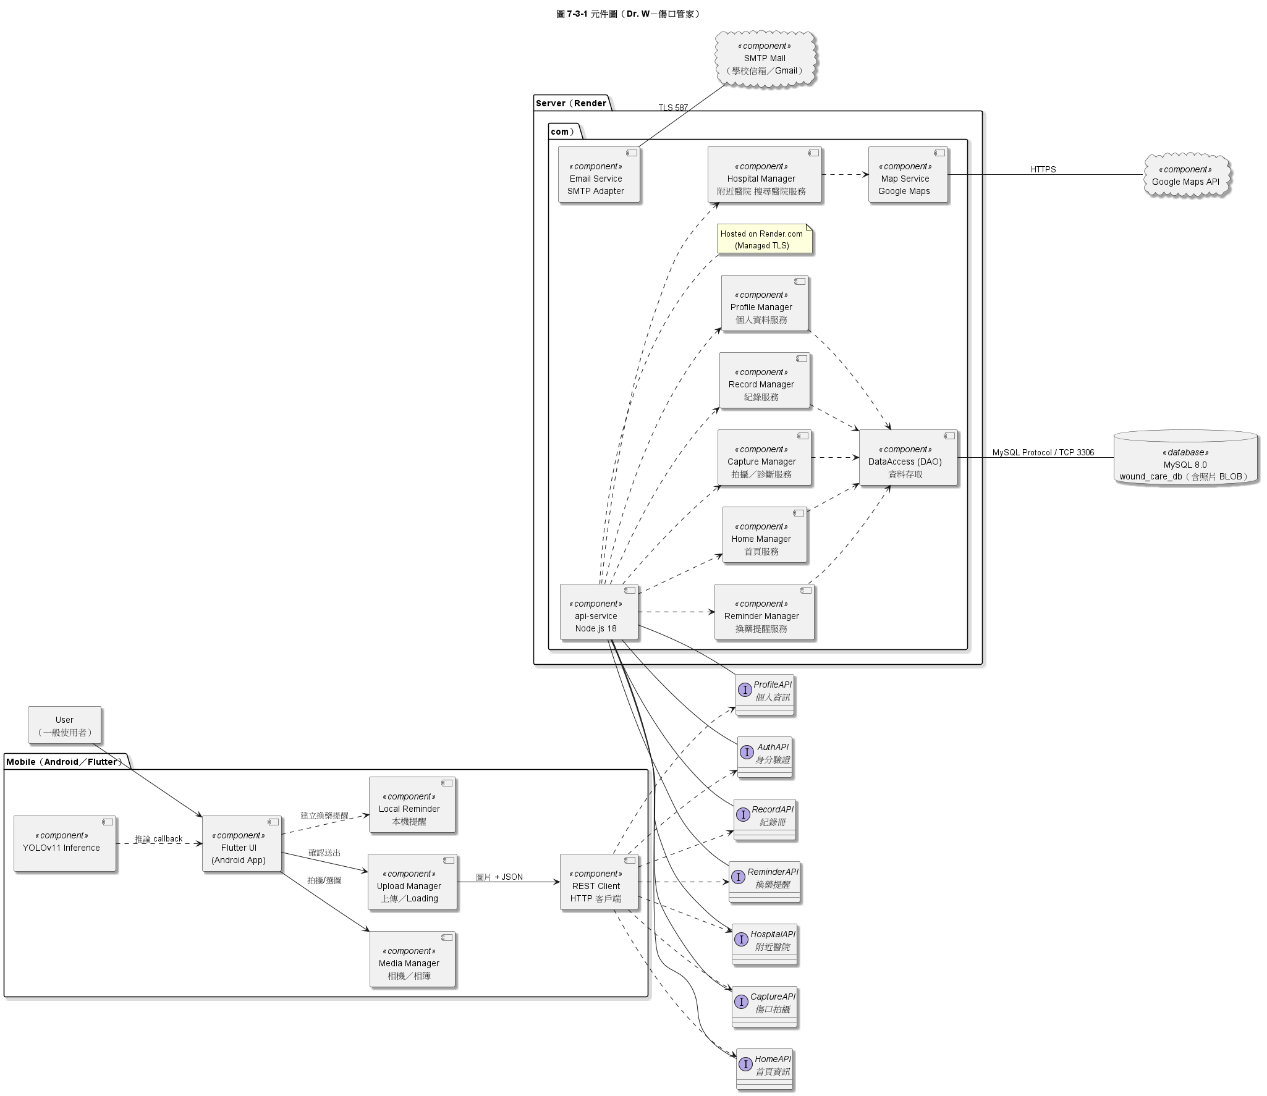 圖 7-3-1 元件圖（Dr. W－傷口管家）
«component»
SMTP Mail
（學校信箱／Gmail）
TLS 587
Server（Render
com）
«component»
Email Service
SMTP Adapter
«component»
Hospital Manager
附近醫院 搜尋醫院服務
«component»
Map Service
Google Maps
HTTPS
«component»
Google Maps API
Hosted on Render.com
(Managed TLS)
«component»
Profile Manager
個人資料服務
«component»
Record Manager
紀錄服務
«component»
Capture Manager
拍攝／診斷服務
«component»
DataAccess (DAO)
資料存取
MySQL Protocol / TCP 3306
«database»
MySQL 8.0
wound_care_db（含照片 BLOB）
«component»
Home Manager
首頁服務
«component»
api-service
Node.js 18
«component»
Reminder Manager
換藥提醒服務
ProfileAPI
個人資訊
AuthAPI
身分驗證
RecordAPI
紀錄冊
ReminderAPI
換藥提醒
HospitalAPI
附近醫院
CaptureAPI
傷口拍攝
HomeAPI
首頁資訊
User
（一般使用者）
Mobile（Android／Flutter）
«component»
YOLOv11 Inference
推論 callback
«component»
Flutter UI
(Android App)
建立換藥提醒
確認送出
拍攝/選圖
«component»
Local Reminder
本機提醒
«component»
Upload Manager
上傳／Loading
«component»
Media Manager
相機／相簿
圖片 + JSON
«component»
REST Client
HTTP 客戶端